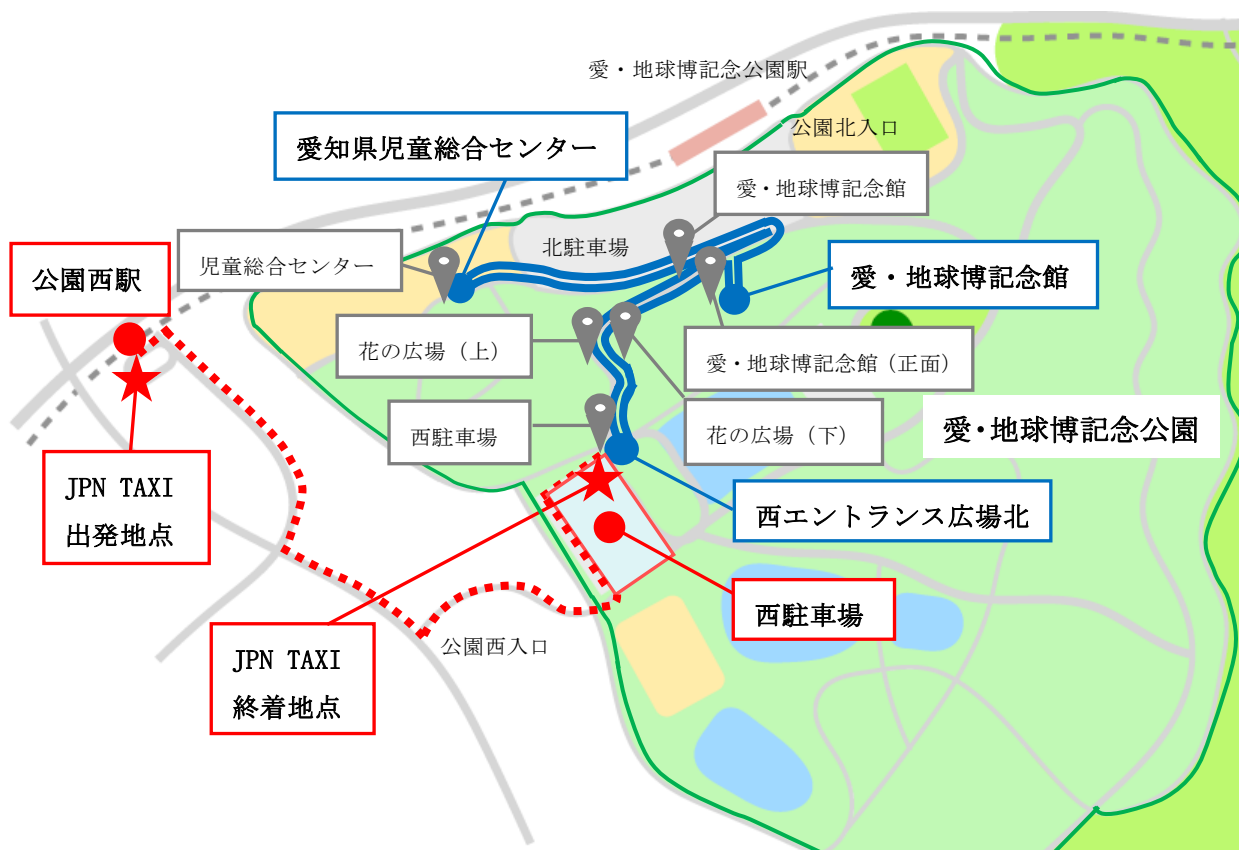 愛・地球博記念公園駅
公園北入口
愛知県児童総合センター
愛・地球博記念館
北駐車場
公園西駅
児童総合センター
愛・地球博記念館
花の広場（上）
愛・地球博記念館（正面）
西駐車場
花の広場（下）
愛・地球博記念公園
JPN TAXI
出発地点
西エントランス広場北
西駐車場
公園西入口
JPN TAXI
終着地点